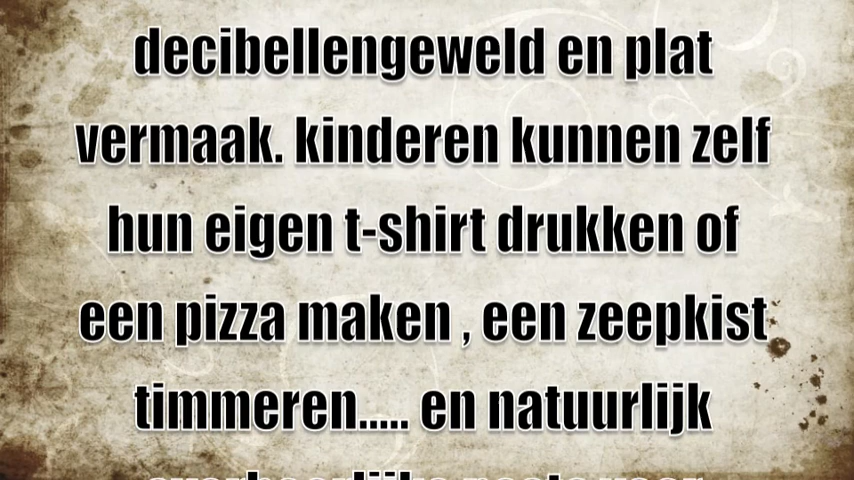 decibellengeweld en plat
vermaak. kinderen kunnen zelf
hun eigen t-shirt drukken of
een pizza maken , een zeepkist
timmeren..... en natuurlijk